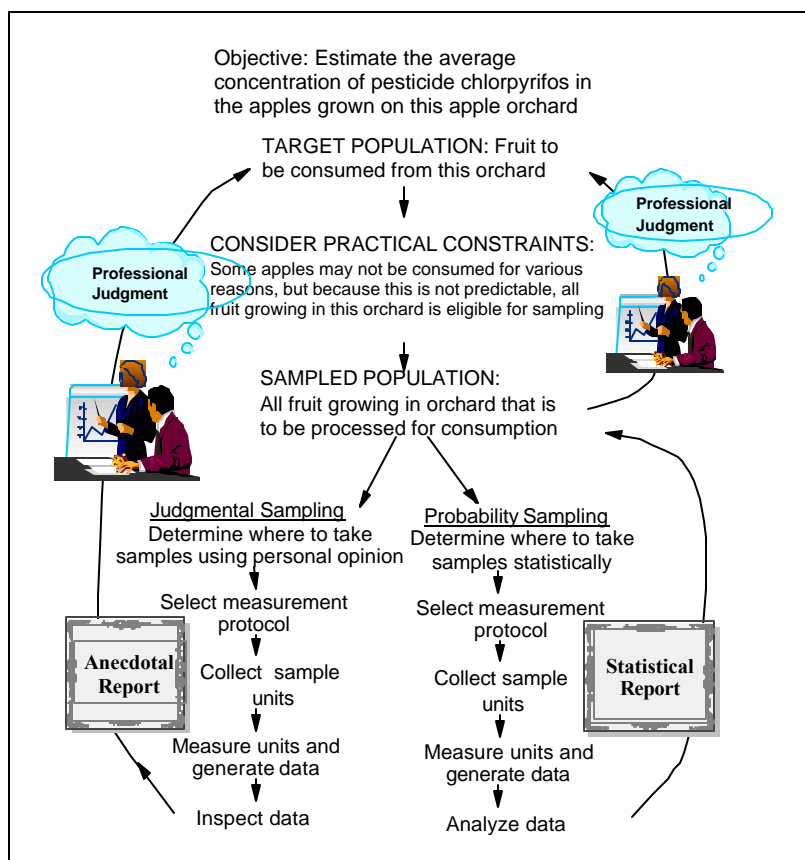 Objective: Estimate the average
concentration of pesticide chlorpyrifos in
the apples grown on this apple orchard
TARGET POPULATION: Fruit to
be consumed from this orchard
Professional
Judgment
CONSIDER PRACTICAL CONSTRAINTS:
Some apples may not be consumed for various
reasons, but because this is not predictable, all
fruit growing in this orchard is eligible for sampling
Professional
Judgment
SAMPLED POPULATION:
All fruit growing in orchard that is
to be processed for consumption
Judgmental Sampling
Determine where to take
samples using personal opinion
Select measurement
protocol
Collect sample
units
Measure units and
generate data
Inspect data
Anecdotal
Report
Probability Sampling
Determine where to take
samples statistically
Select measurement
protocol
Collect sample
units
Measure units and
generate data
Analyze data
Statistical
Report